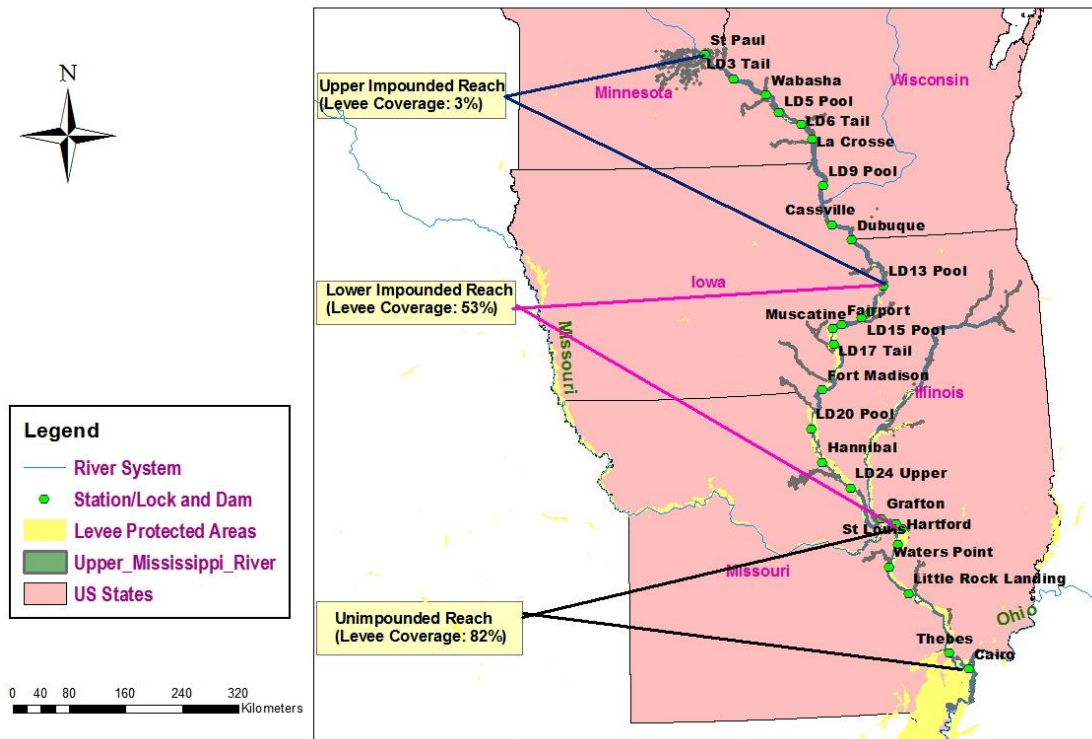 N
Upper Impounded Reach
(Levee Coverage: 3%)
Lower Impounded Reach
(Levee Coverage: 53%)
Unimpounded Reach
(Levee Coverage: 82%)
St Paul
LD3 Tail
Wabasha
Wisconsin
Minnesota
LD5 Pool
LD6 Tail
La Crosse
LD9 Pool
Cassville
Dubuque
LD13 Pool
Iowa
Muscatine
Fairport
LD15 Pool
LD17 Tail
Missouri
Fort Madison
Illinois
LD20 Pool
Hannibal
LD24 Upper
Grafton
Hartford
St Louis
Waters Point
Missouri
Little Rock Landing
Ohio
Thebes
Cairo
Legend
River System
Station/Lock and Dam
Levee Protected Areas
Upper_Mississippi_River
US States
0 40 80 160 240 320
Kilometers